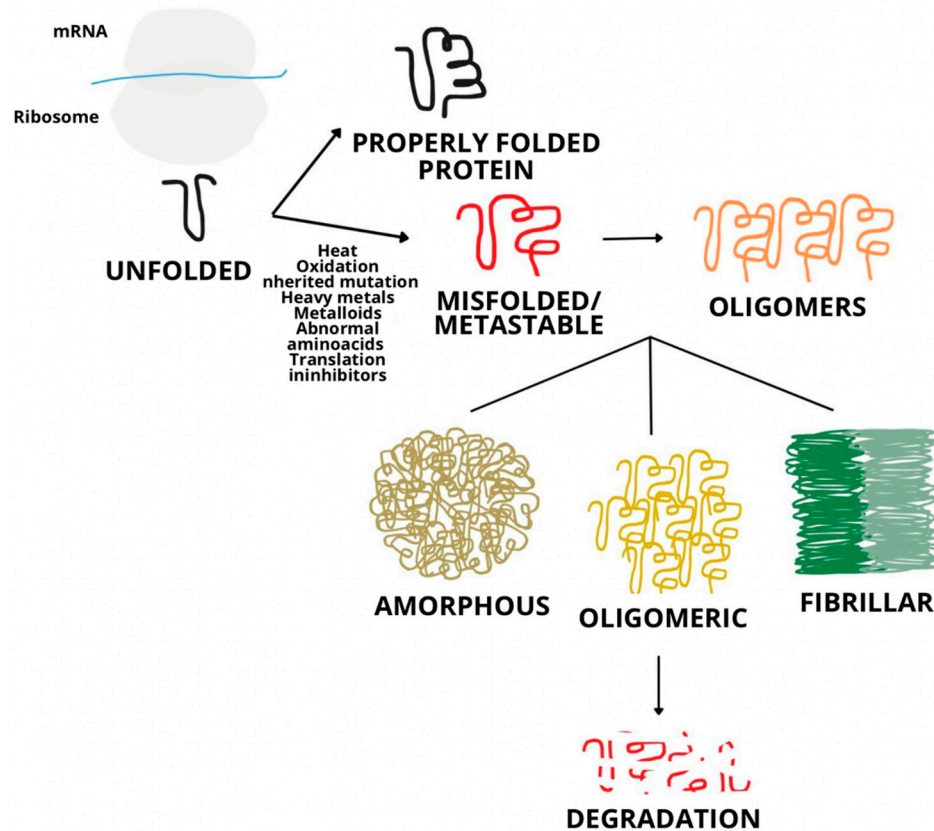 mRNA
Ribosome
PROPERLY FOLDED
PROTEIN
UNFOLDED
Heat
Oxidation
nherited mutation
Heavy metals
Metalloids
Abnormal
aminoacids
Translation
ininhibitors
MISFOLDED/
METASTABLE
OLIGOMERS
AMORPHOUS
OLIGOMERIC
FIBRILLAR
DEGRADATION